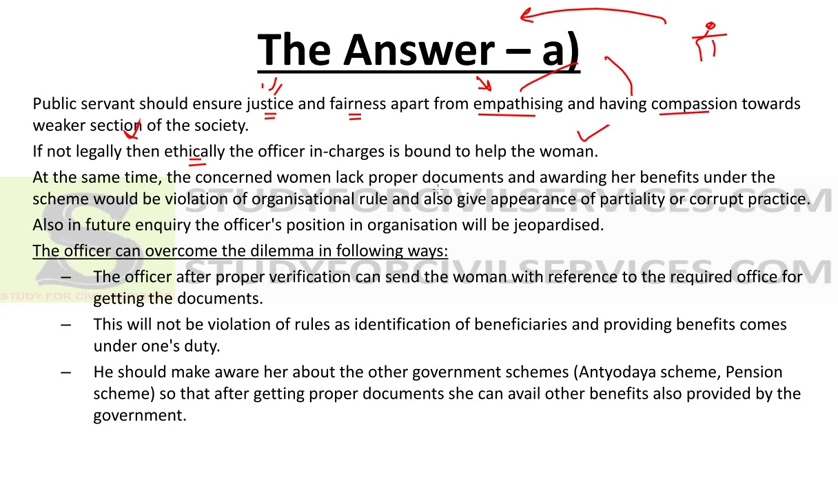 The Answer – a)
Public servant should ensure justice and fairness apart from empathising and having compassion towards
weaker section of the society.
If not legally then ethically the officer in-charges is bound to help the woman.
At the same time, the concerned women lack proper documents and awarding her benefits under the
scheme would be violation of organisational rule and also give appearance of partiality or corrupt practice.
Also in future enquiry the officer's position in organisation will be jeopardised.
The officer can overcome the dilemma in following ways:
– The officer after proper verification can send the woman with reference to the required office for
getting the documents.
– This will not be violation of rules as identification of beneficiaries and providing benefits comes
under one's duty.
– He should make aware her about the other government schemes (Antyodaya scheme, Pension
scheme) so that after getting proper documents she can avail other benefits also provided by the
government.
STUDYFORCIVILSERVICES.COM
STUDYFORCIVILSERVICES.COM